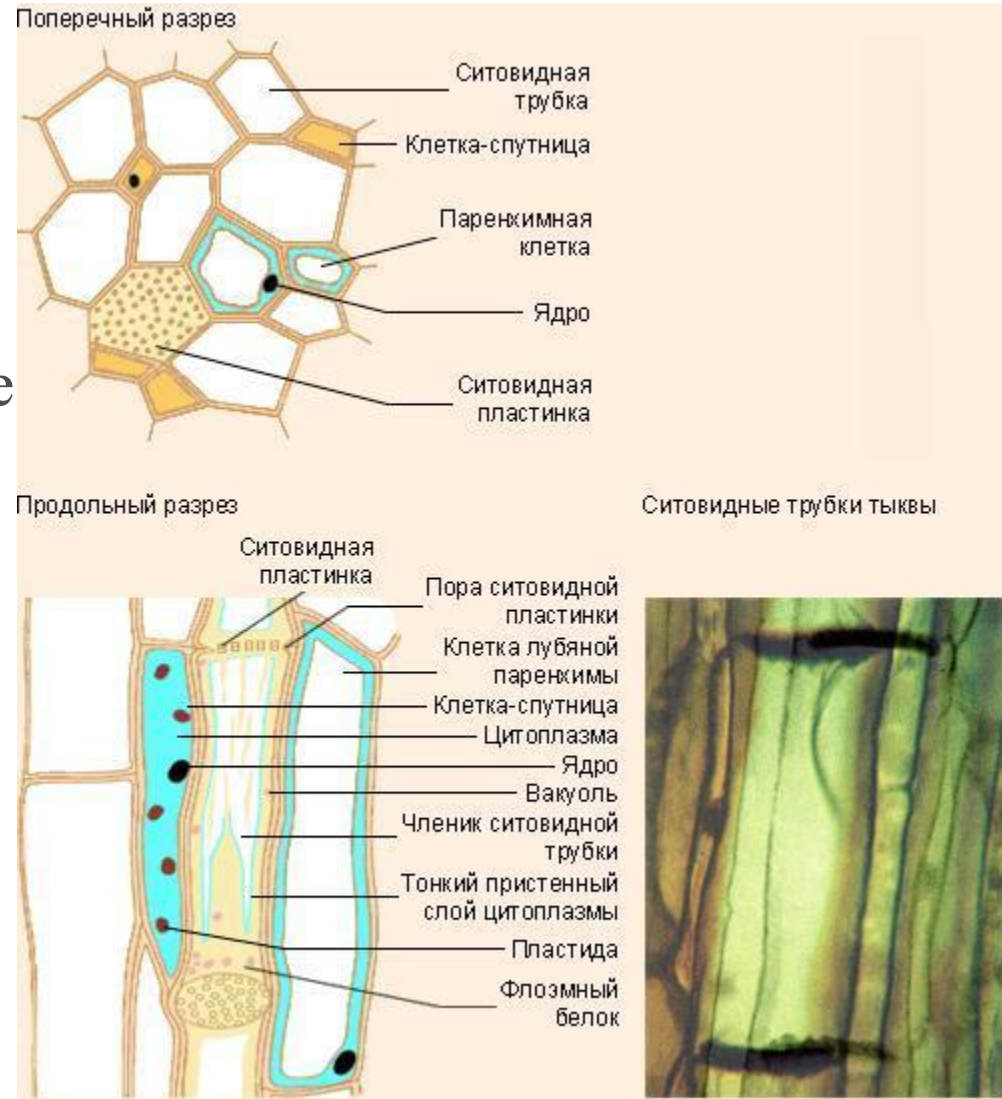 Поперечный разрез
Ситовидная
трубка
Клетка-спутница
Паренхимная
клетка
Ядро
Ситовидная
пластинка
е
Продольный разрез
Ситовидные трубки тыквы
Ситовидная
пластинка
Пора ситовидной
пластинки
Клетка лубяной
паренхимы
Клетка-спутница
Цитоплазма
Ядро
Вакуоль
Членик ситовидной
трубки
Тонкий пристенный
слой цитоплазмы
Пластида
Флоэмный
белок